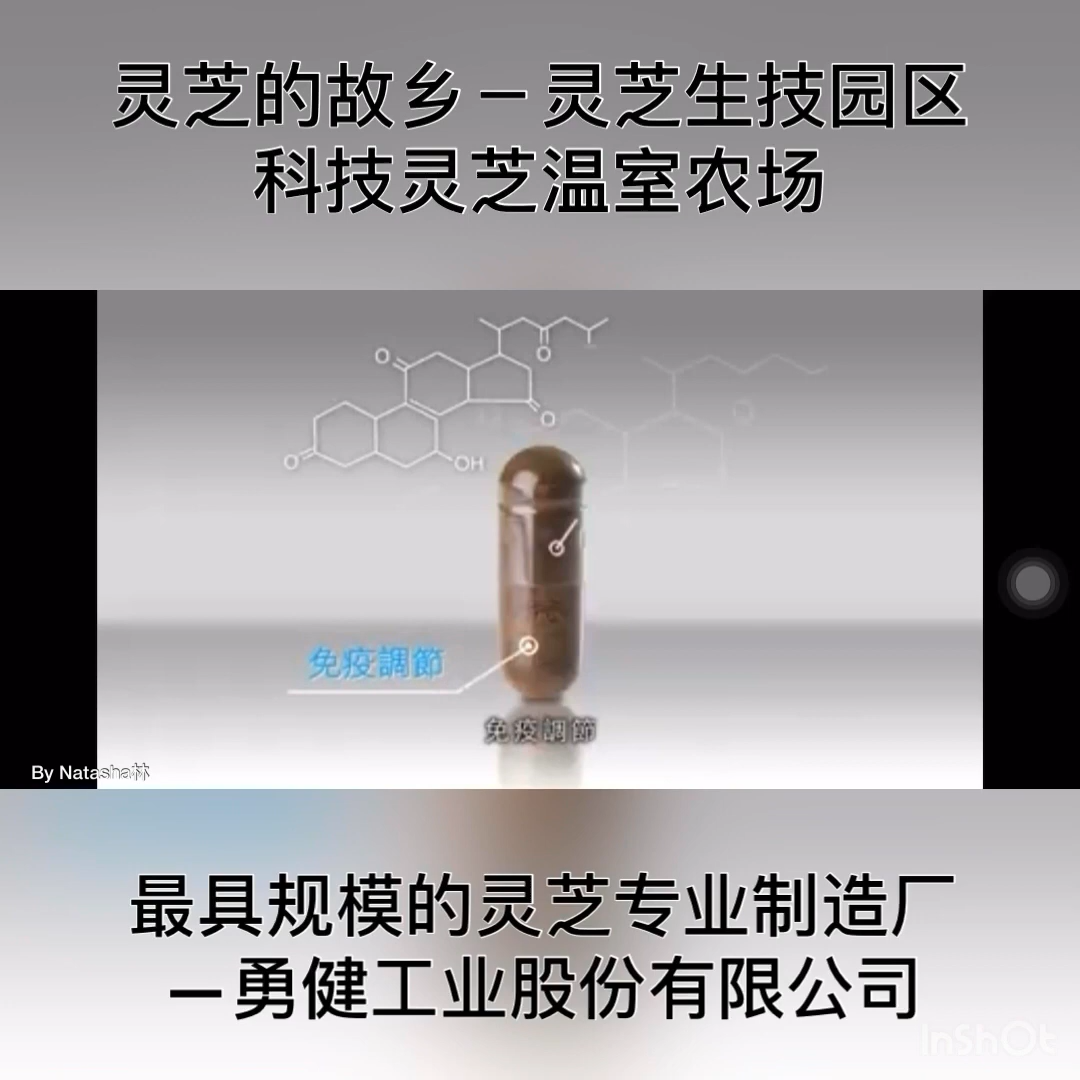 灵芝的故乡－灵芝生技园区
科技灵芝温室农场
O
O
O
O
OH
免疫調節
免疫調節
By Natasha林
最具规模的灵芝专业制造厂
－勇健工业股份有限公司
InShOt